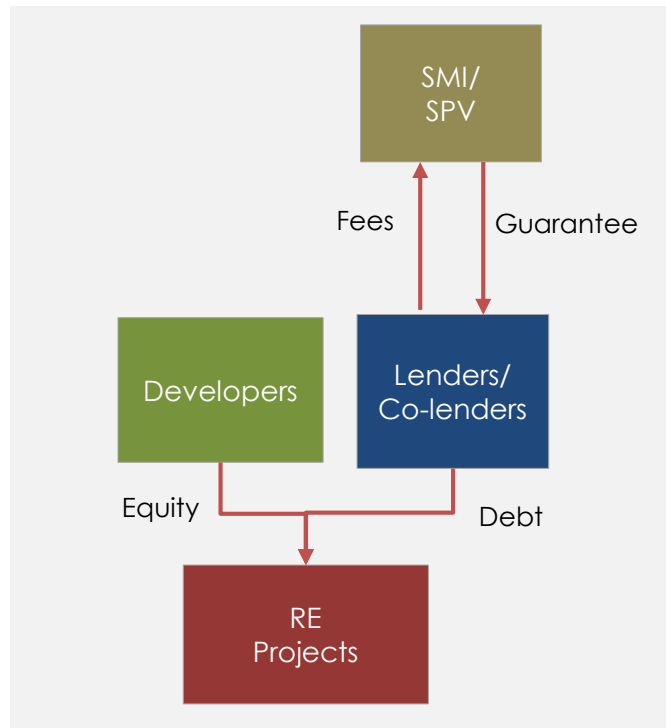 SMI/
SPV
Fees
Guarantee
Developers
Lenders/
Co-lenders
Equity
Debt
RE
Projects